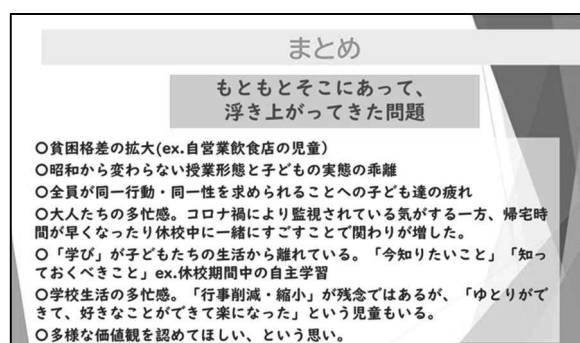 まとめ
もともとそこにあって、
浮き上がってきた問題
〇貧困格差の拡大(ex.自営業飲食店の児童)
〇昭和から変わらない授業形態と子どもの実態の乖離
〇全員が同一行動・同一性を求められることへの子ども達の疲れ
〇大人たちの多忙感。コロナ禍により監視されている気がする一方、帰宅時
間が早くなったり休校中に一緒にすごすことで関わりが増した。
〇「学び」が子どもたちの生活から離れている。「今知りたいこと」「知っ
ておくべきこと」ex.休校期間中の自主学習
〇学校生活の多忙感。「行事削減・縮小」が残念ではあるが、「ゆとりがで
きて、好きなことができて楽になった」という児童もいる。
〇多様な価値観を認めてほしい、という思い。